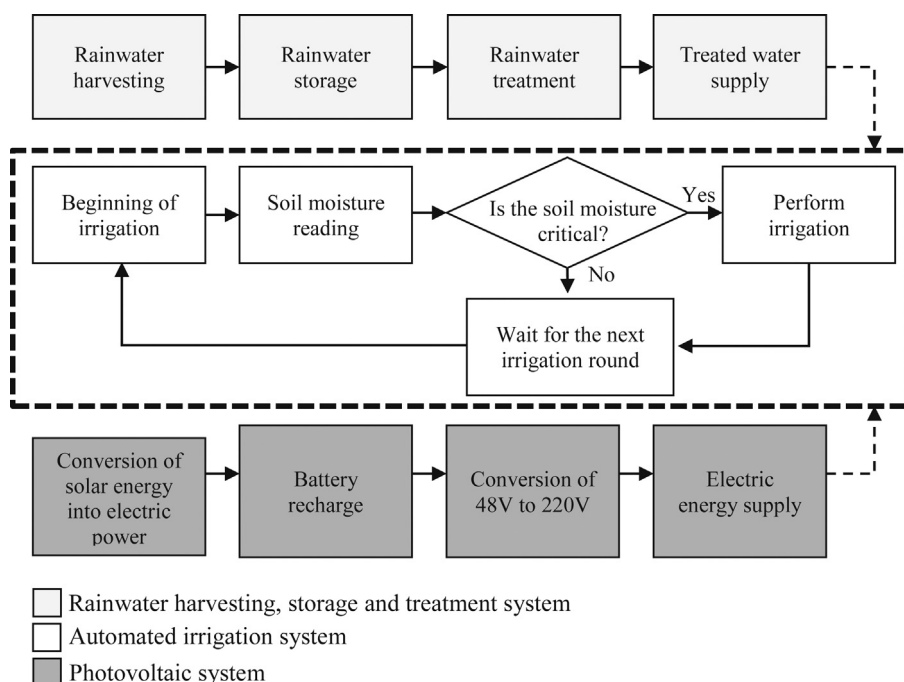 Rainwater
harvesting
Rainwater
storage
Rainwater
treatment
Treated water
supply
Beginning of
irrigation
Soil moisture
reading
Is the soil moisture
critical?
Yes
No
Perform
irrigation
Wait for the next
irrigation round
Conversion of
solar energy
into electric
power
Battery
recharge
Conversion of
48V to 220V
Electric
energy supply
Rainwater harvesting, storage and treatment system
Automated irrigation system
Photovoltaic system